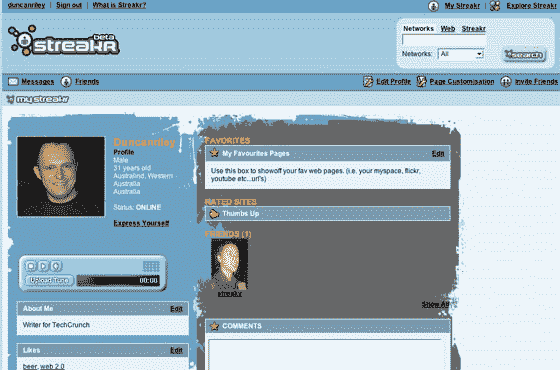 duncanriley | Sign out | What is Streakr?
My Streakr | Explore Streakr
beta
streakR
Networks Web Streakr
Networks: All
search
Messages Friends
Edit Profile Page Customisation Invite Friends
my streakr
Duncanriley
Profile
Male
31 years old
Australind, Western
Australia
Australia
Status: ONLINE
Express Yourself
Upload Tune 00:00
About Me Edit
Writer for TechCrunch
Likes Edit
beer, web 2.0
FAVORITES
My Favourites Pages Edit
Use this box to showoff your fav web pages. (i.e. your myspace, flickr,
youtube etc...url's)
RATED SITES
Thumbs Up
FRIENDS (1)
streakr
Show All
COMMENTS